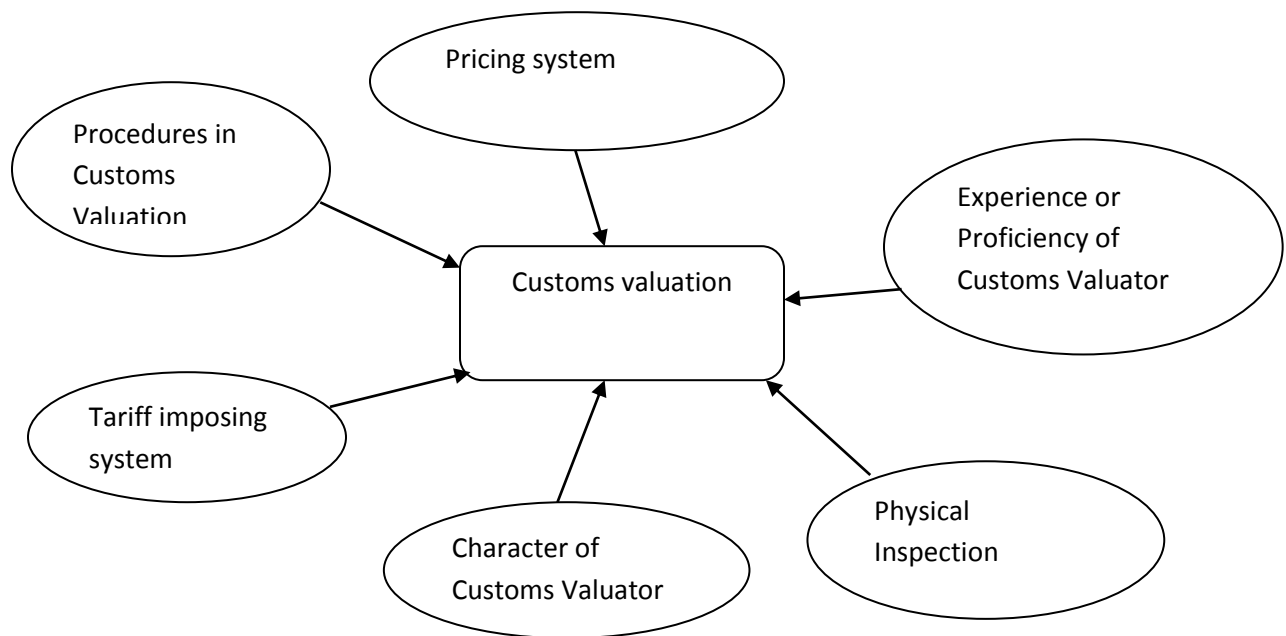 Pricing system
Procedures in
Customs
Valuation
Experience or
Proficiency of
Customs Valuator
Customs valuation
Tariff imposing
system
Physical
Inspection
Character of
Customs Valuator